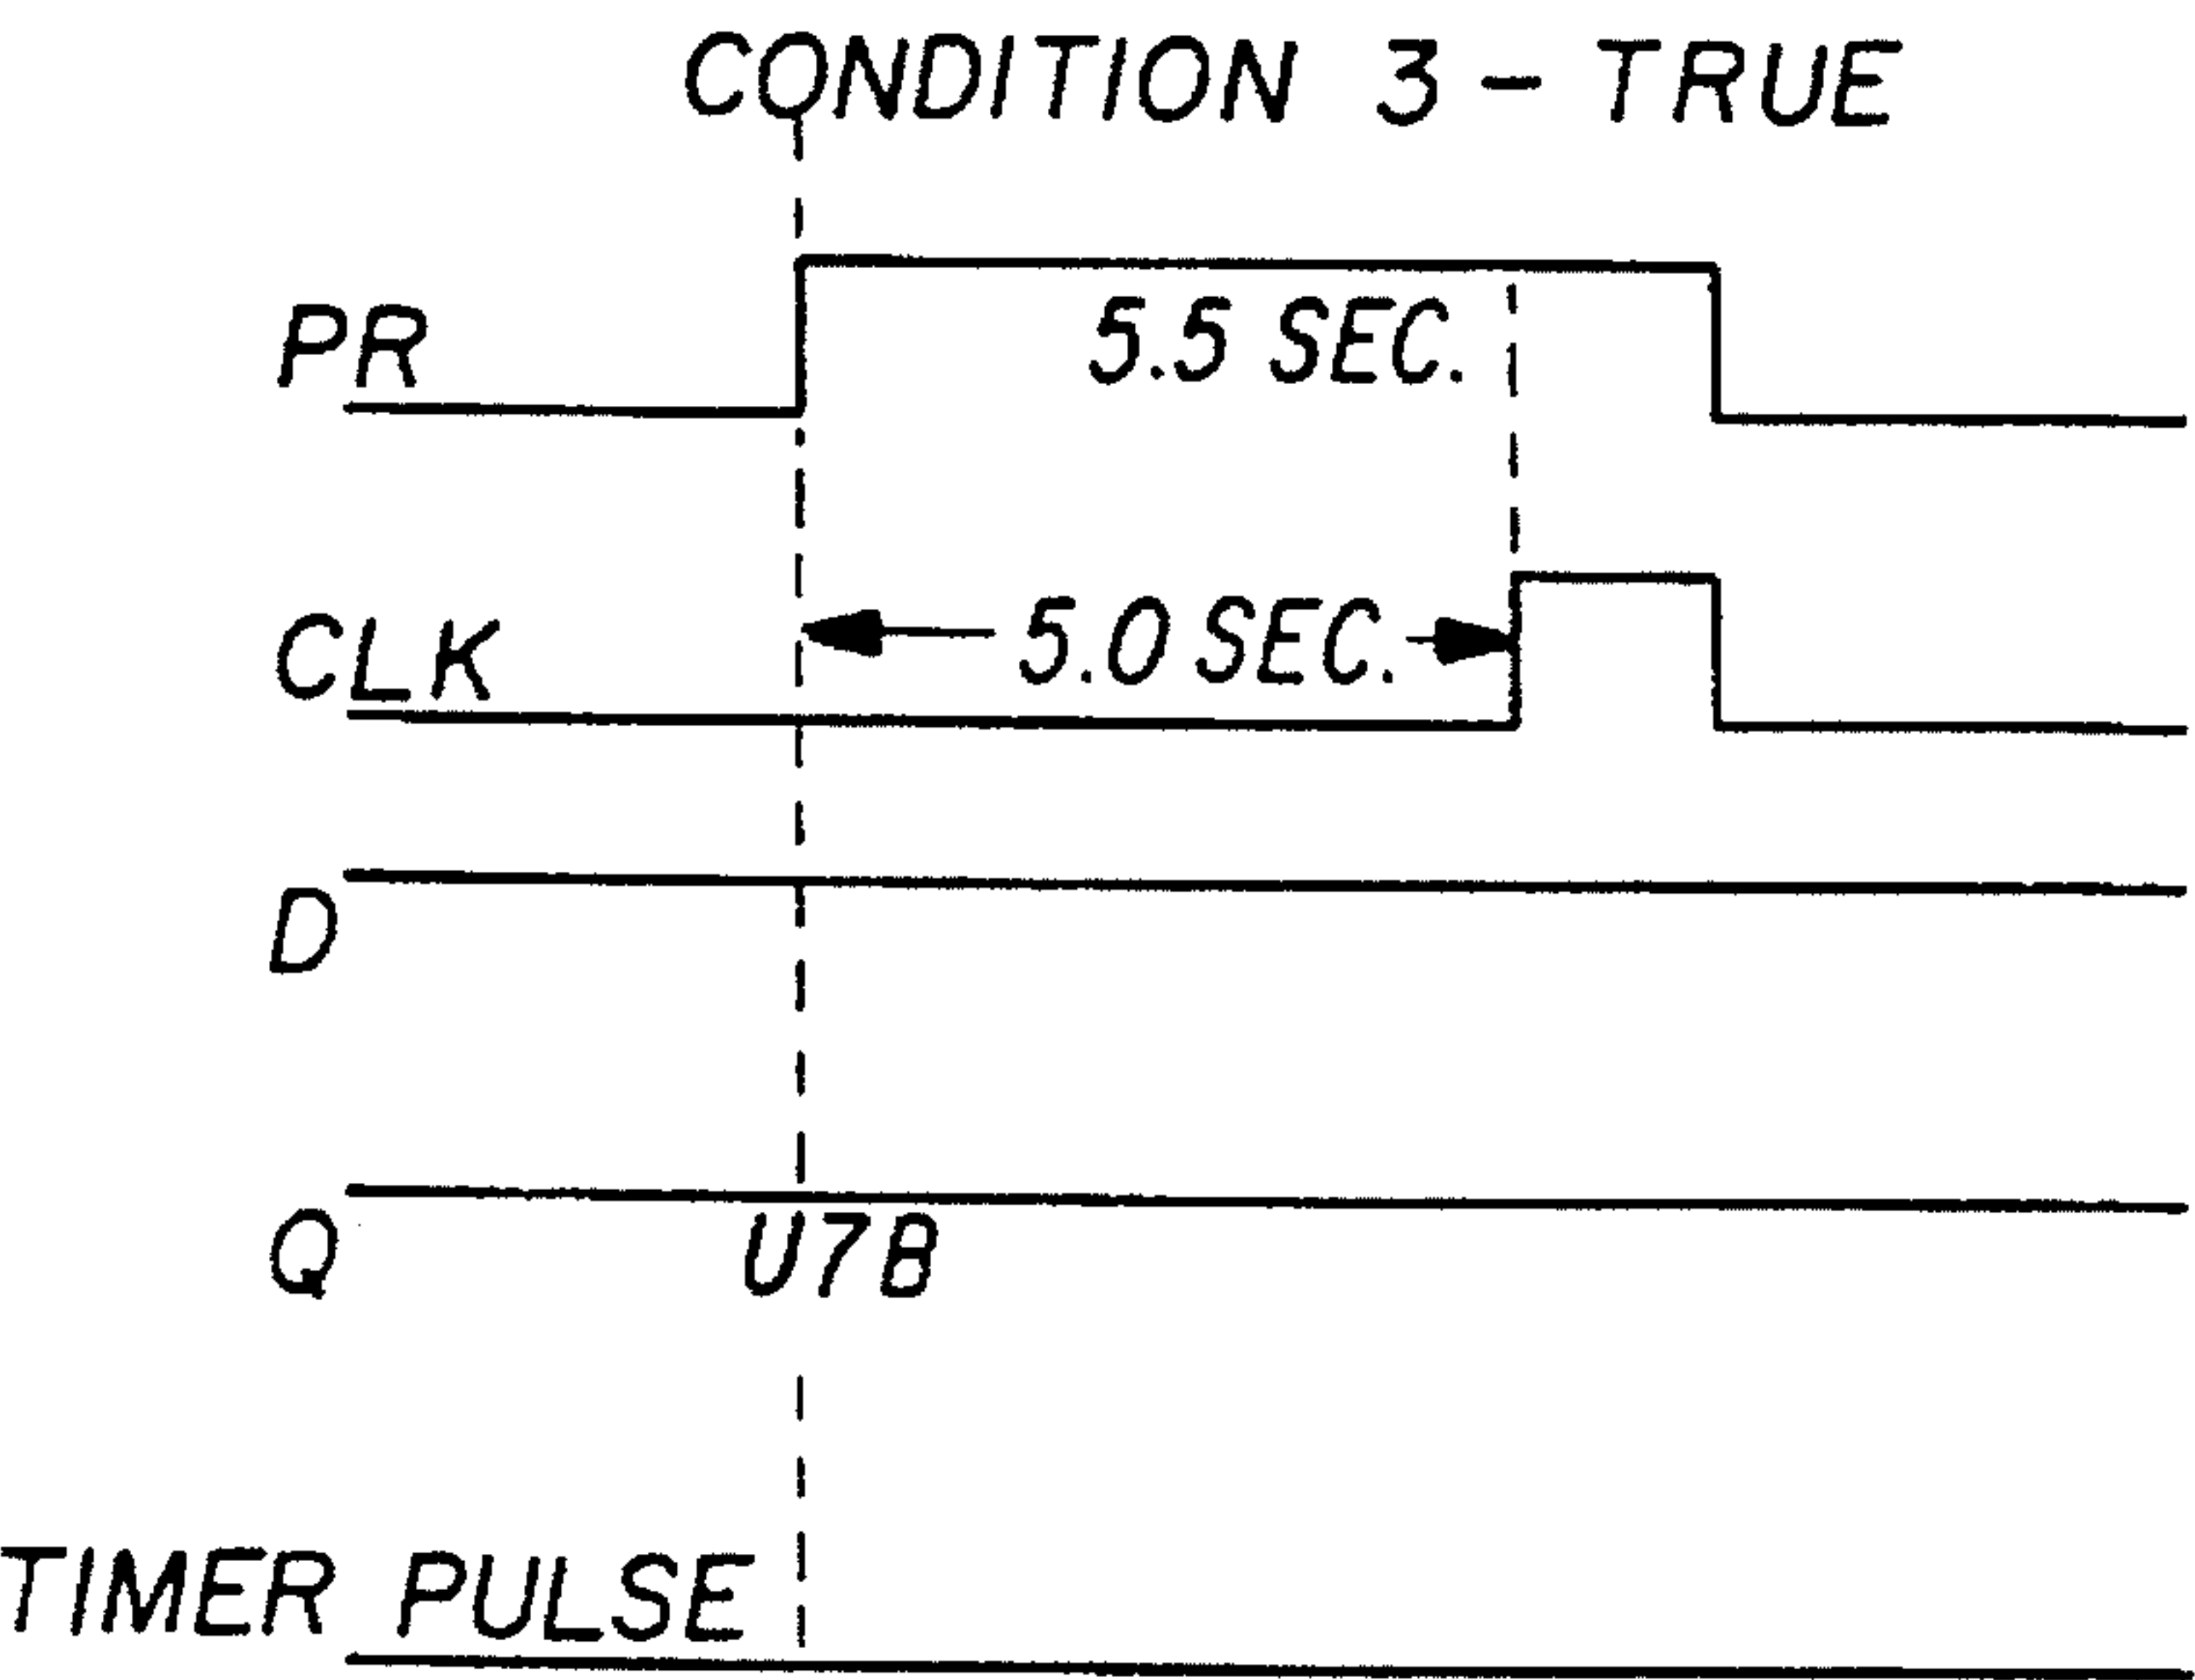 CONDITION 3 - TRUE
PR
5.5 SEC.
CLK
5.0 SEC.
D
Q
U7B
TIMER PULSE